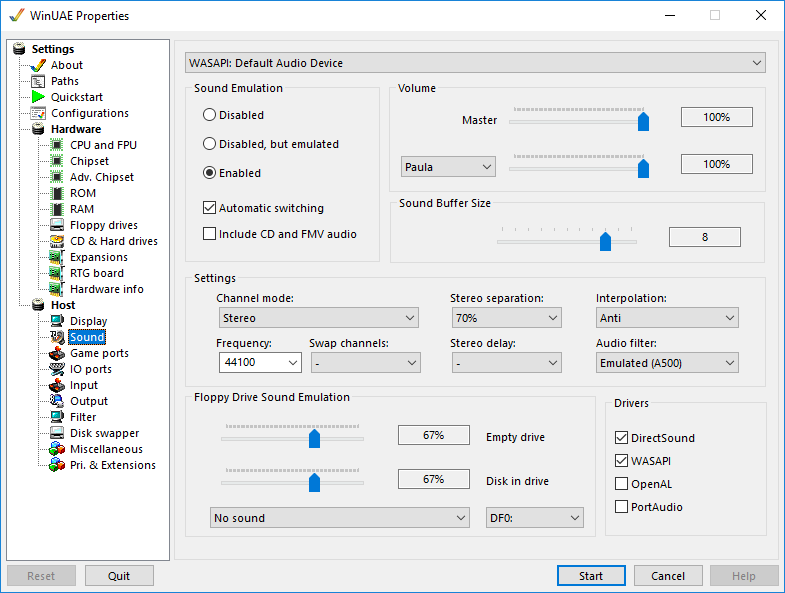 WinUAE Properties
Settings
About
Paths
Quickstart
Configurations
Hardware
CPU and FPU
Chipset
Adv. Chipset
ROM
RAM
Floppy drives
CD & Hard drives
Expansions
RTG board
Hardware info
Host
Display
Sound
Game ports
IO ports
Input
Output
Filter
Disk swapper
Miscellaneous
Pri. & Extensions
WASAPI: Default Audio Device
Sound Emulation
Disabled
Disabled, but emulated
Enabled
Automatic switching
Include CD and FMV audio
Volume
Master 100%
Paula 100%
Sound Buffer Size
8
Settings
Channel mode: Stereo separation: Interpolation:
Stereo 70% Anti
Frequency: Swap channels: Stereo delay: Audio filter:
44100 - - Emulated (A500)
Floppy Drive Sound Emulation
67% Empty drive
67% Disk in drive
No sound DF0:
Drivers
DirectSound
WASAPI
OpenAL
PortAudio
Reset Quit Start Cancel Help